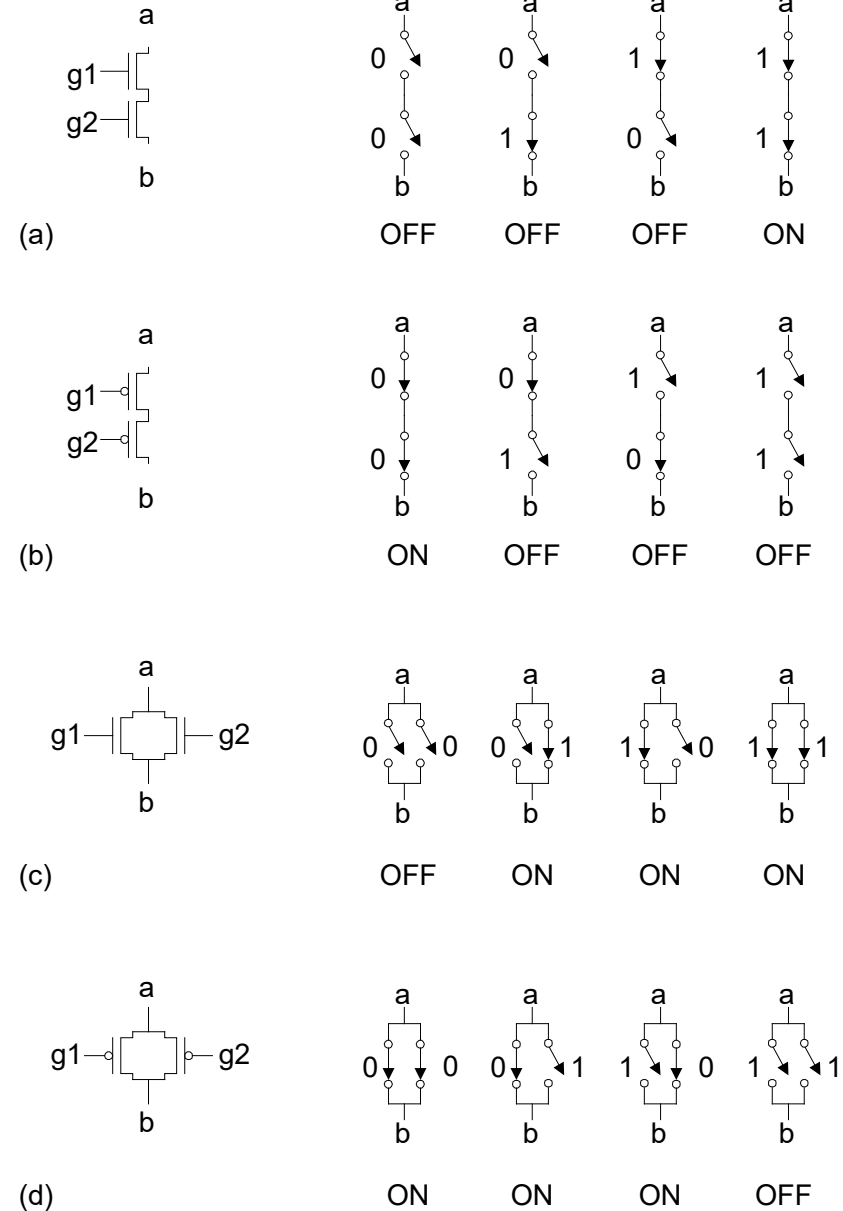 a a a a a
g1 0 0 1 1
g2 0 1 0 1
b b b b b
(a) OFF OFF OFF ON
a a a a a
g1 0 0 1 1
g2 0 1 0 1
b b b b b
(b) ON OFF OFF OFF
a a a a a
g1 g2 0 0 0 1 1 0 1 1
b b b b b
(c) OFF ON ON ON
a a a a a
g1 g2 0 0 0 1 1 0 1 1
b b b b b
(d) ON ON ON OFF